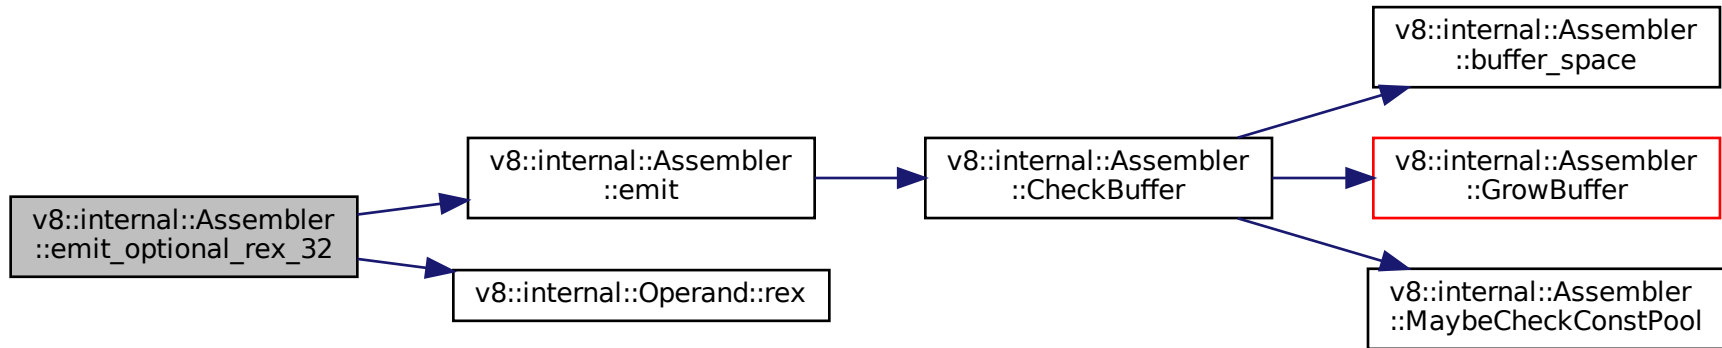 v8::internal::Assembler
::emit_optional_rex_32
v8::internal::Assembler
::emit
v8::internal::Operand::rex
v8::internal::Assembler
::CheckBuffer
v8::internal::Assembler
::buffer_space
v8::internal::Assembler
::GrowBuffer
v8::internal::Assembler
::MaybeCheckConstPool